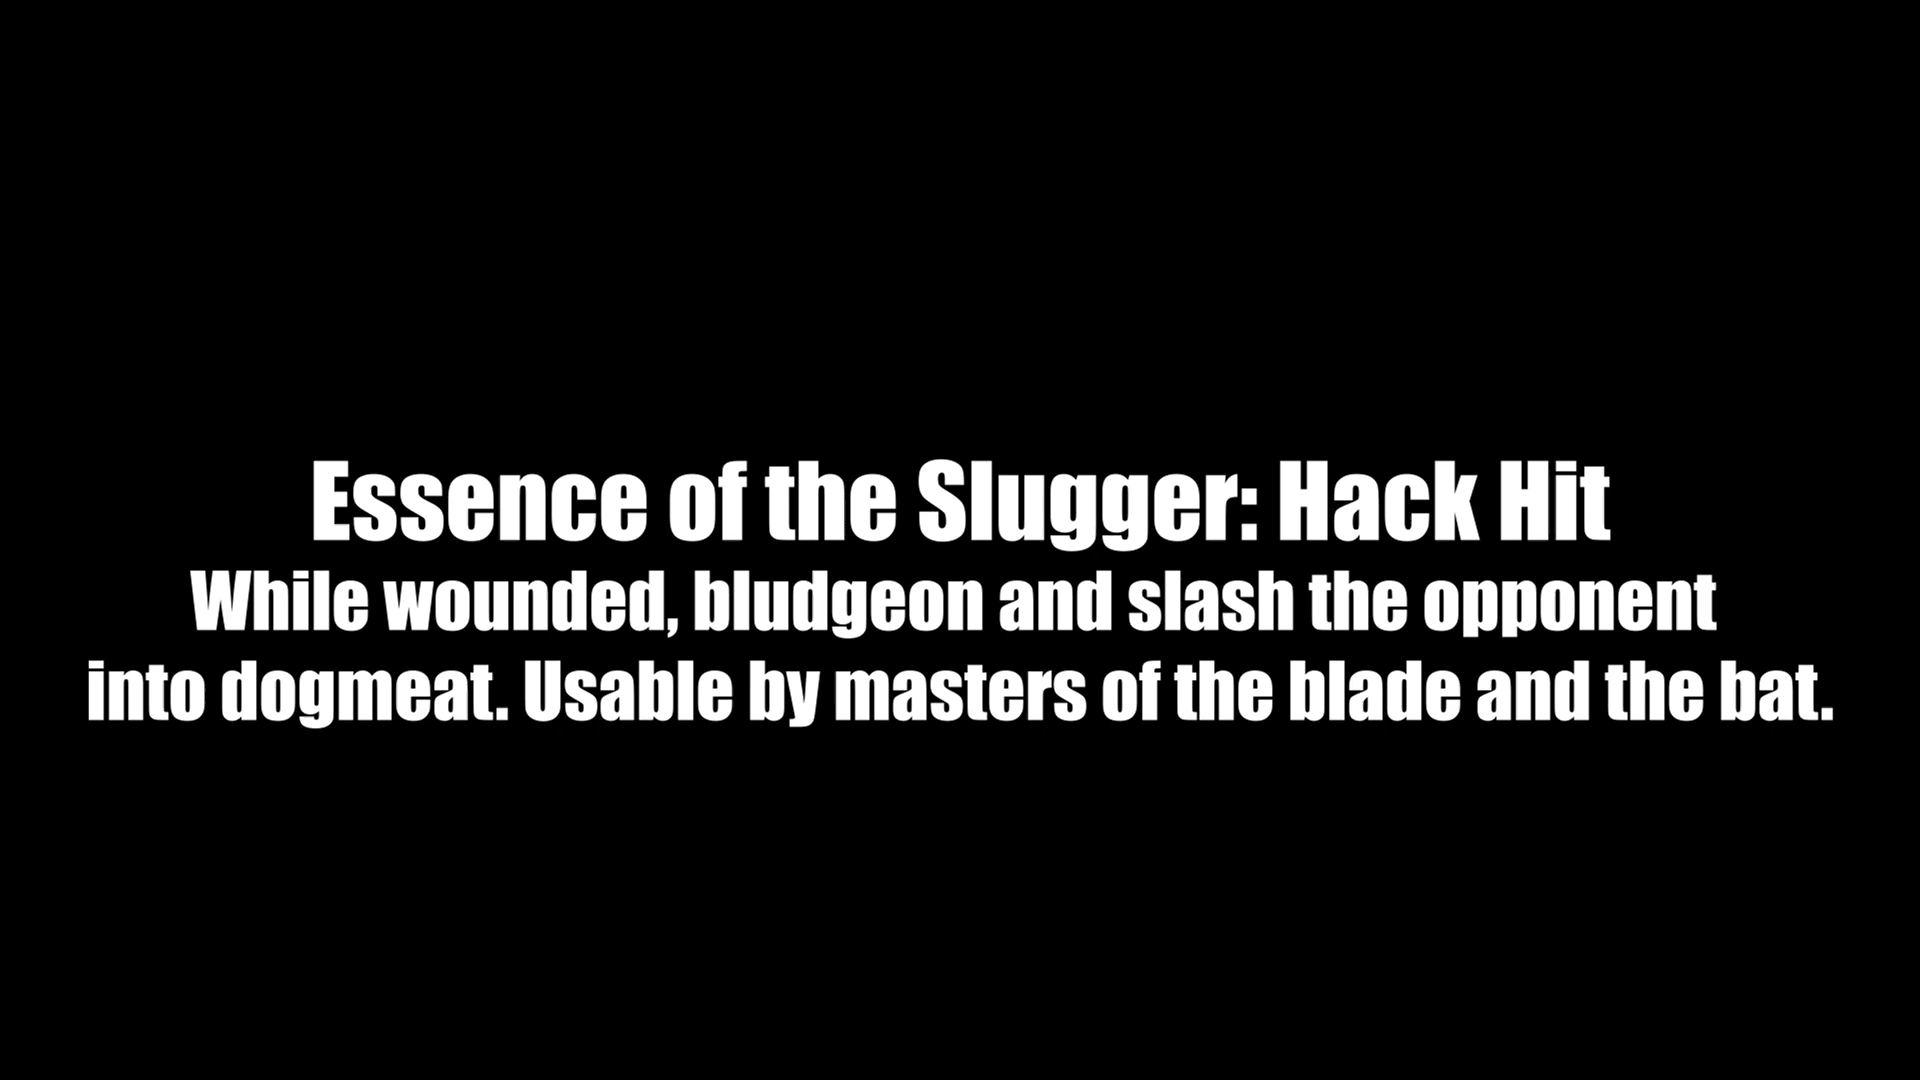 Essence of the Slugger: Hack Hit
While wounded, bludgeon and slash the opponent
into dogmeat. Usable by masters of the blade and the bat.